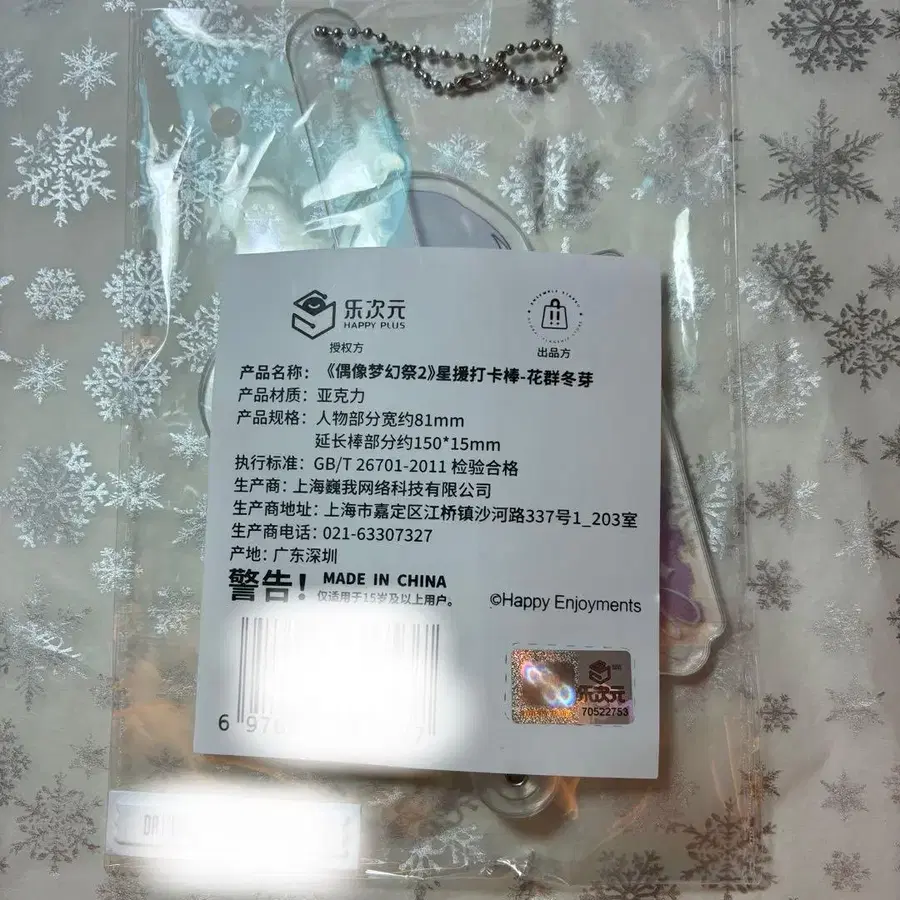 乐次元
HAPPY PLUS
授权方
出品方
产品名称：《偶像梦幻祭2》星援打卡棒-花群冬芽
产品材质：亚克力
产品规格：人物部分宽约81mm
延长棒部分约150*15mm
执行标准：GB/T 26701-2011 检验合格
生产商：上海巍我网络科技有限公司
生产商地址：上海市嘉定区江桥镇沙河路337号1_203室
生产商电话：021-63307327
产地：广东深圳
警告！ MADE IN CHINA
仅适用于15岁及以上用户。
©Happy Enjoyments
乐次元
70522753